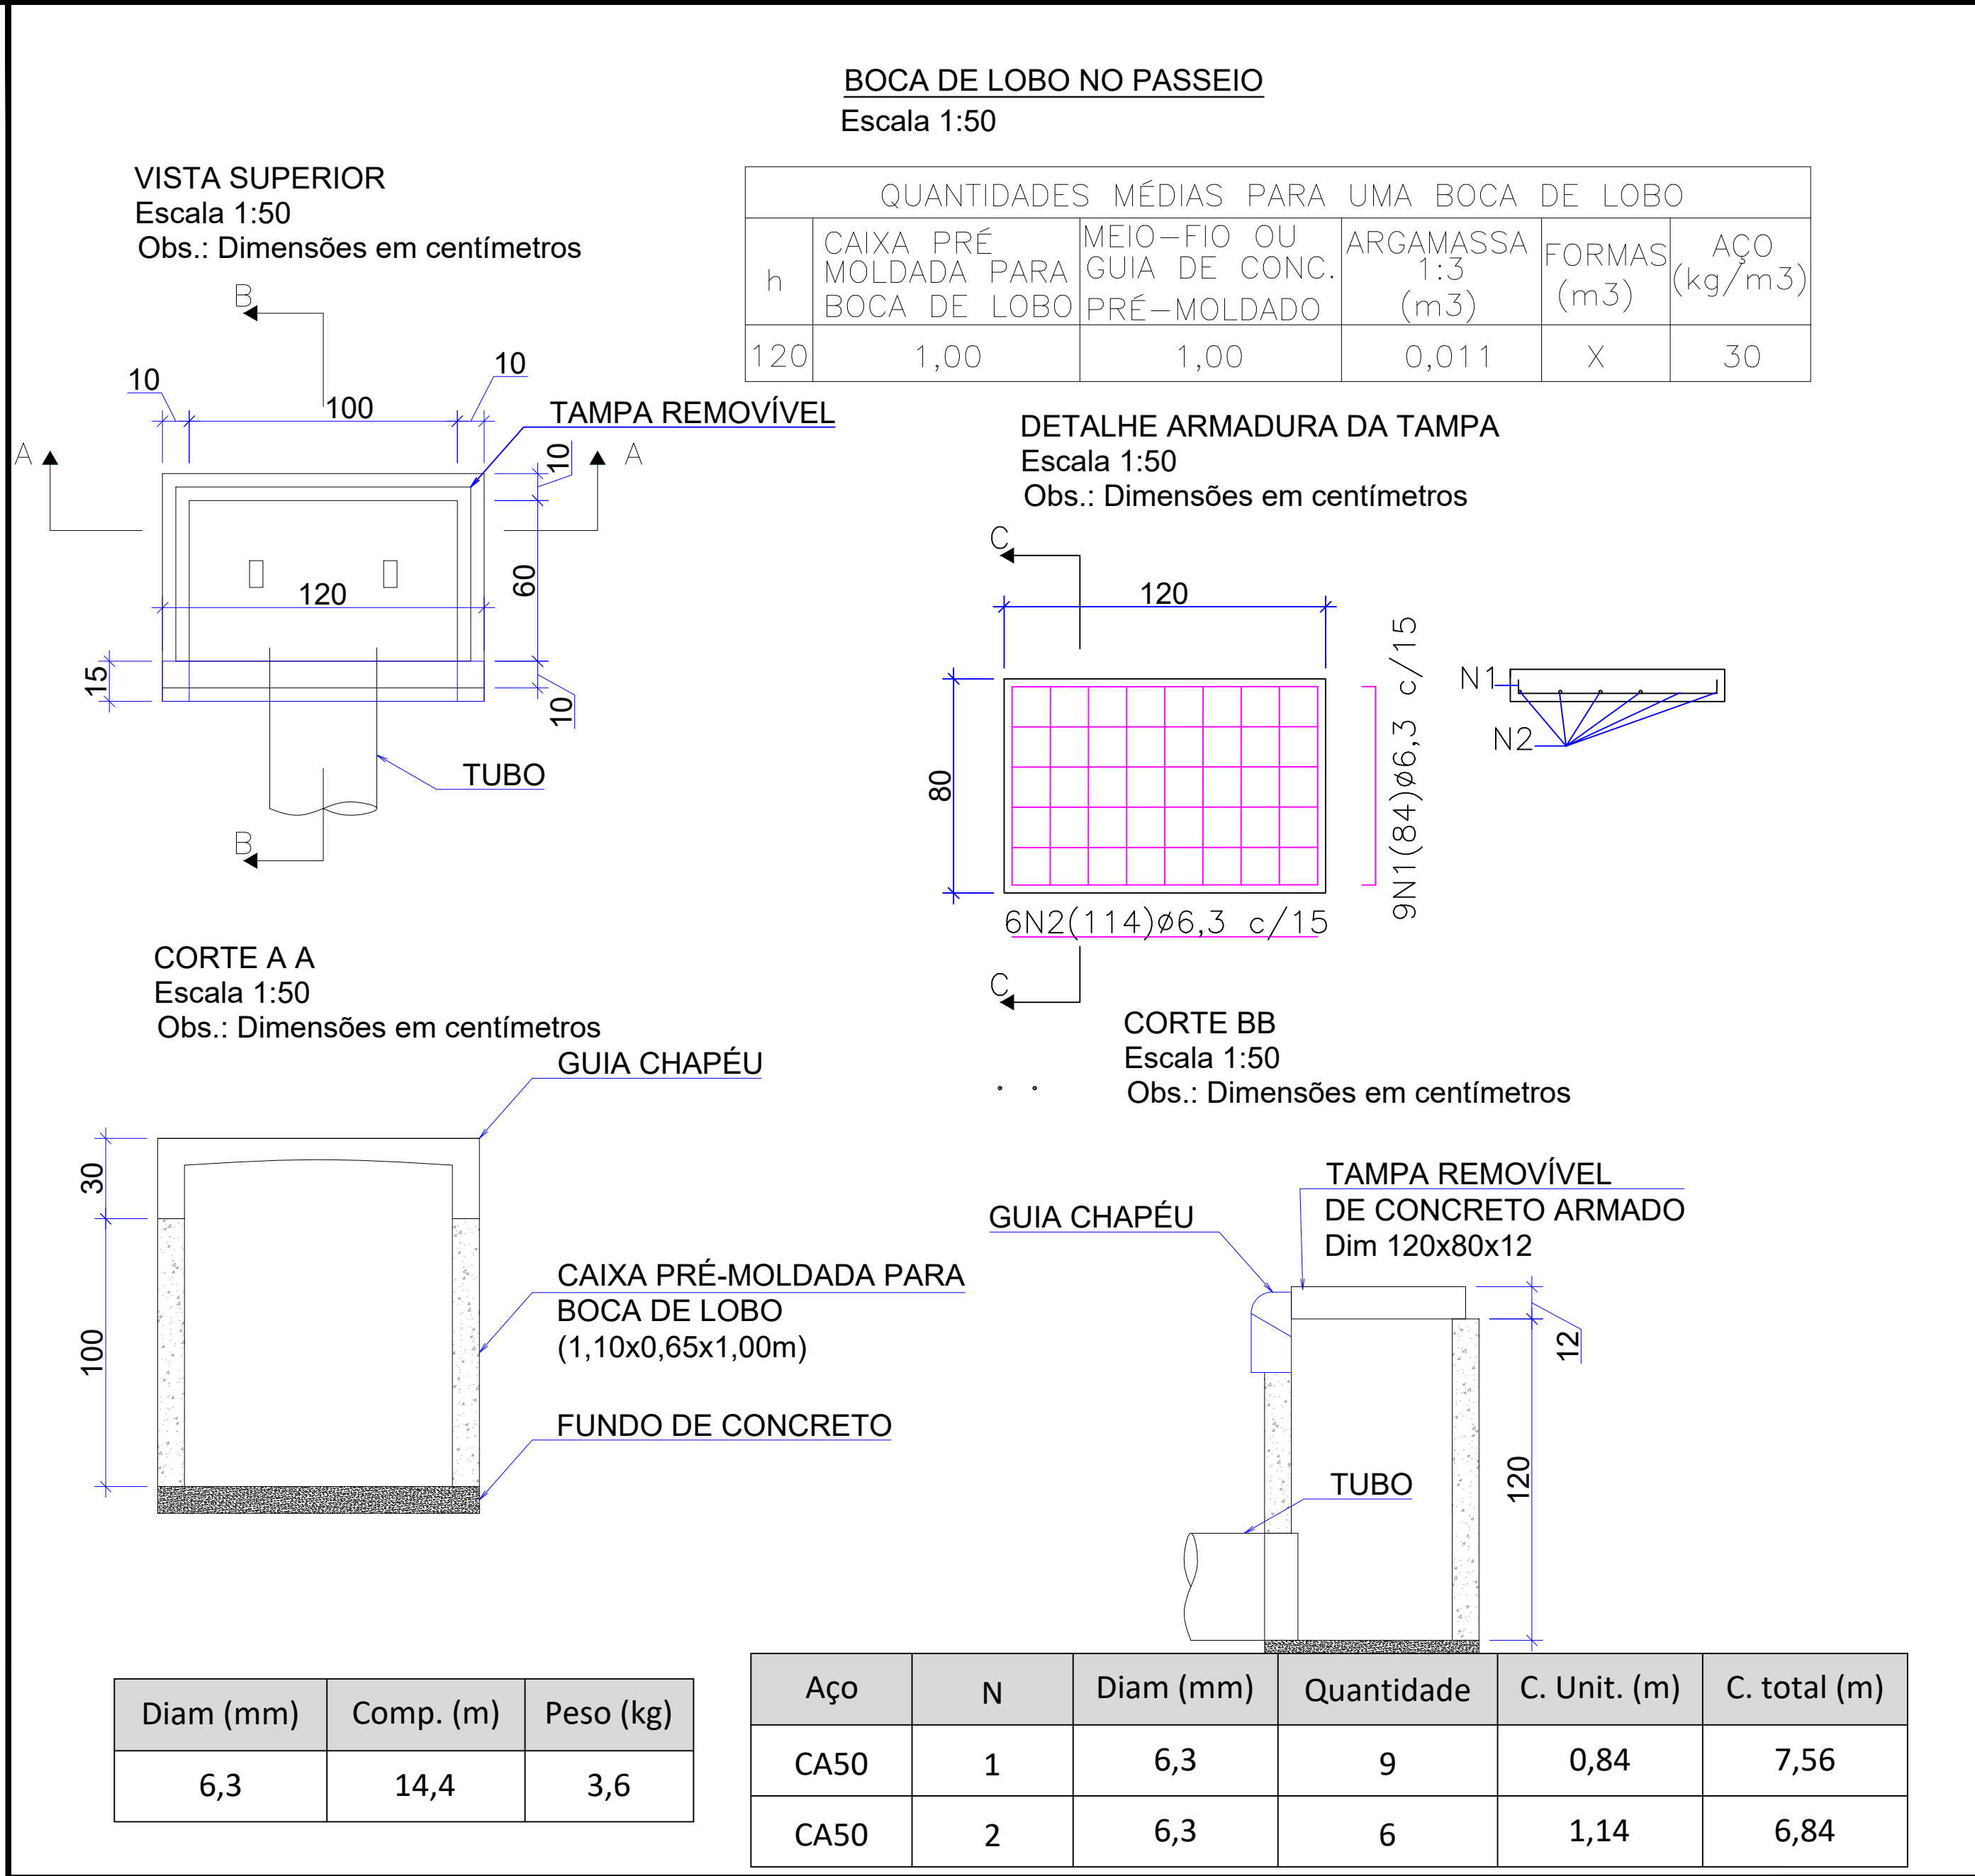 BOCA DE LOBO NO PASSEIO
Escala 1:50
VISTA SUPERIOR
Escala 1:50
Obs.: Dimensões em centímetros
QUANTIDADES MÉDIAS PARA UMA BOCA DE LOBO
h
CAIXA PRÉ
MOLDADA PARA
BOCA DE LOBO
MEIO-FIO OU
GUIA DE CONC.
PRÉ-MOLDADO
ARGAMASSA
1:3
(m3)
FORMAS
(m3)
AÇO
(kg/m3)
120 1,00 1,00 0,011 X 30
B
10
100
10
TAMPA REMOVÍVEL
A
A
10
120
60
15
10
TUBO
B
DETALHE ARMADURA DA TAMPA
Escala 1:50
Obs.: Dimensões em centímetros
C
120
80
9N1(84)ø6,3 c/15
6N2(114)ø6,3 c/15
C
N1
N2
CORTE A A
Escala 1:50
Obs.: Dimensões em centímetros
GUIA CHAPÉU
30
100
CAIXA PRÉ-MOLDADA PARA
BOCA DE LOBO
(1,10x0,65x1,00m)
FUNDO DE CONCRETO
CORTE BB
Escala 1:50
Obs.: Dimensões em centímetros
TAMPA REMOVÍVEL
DE CONCRETO ARMADO
Dim 120x80x12
GUIA CHAPÉU
12
120
TUBO
Diam (mm) Comp. (m) Peso (kg)
6,3 14,4 3,6
Aço N Diam (mm) Quantidade C. Unit. (m) C. total (m)
CA50 1 6,3 9 0,84 7,56
CA50 2 6,3 6 1,14 6,84